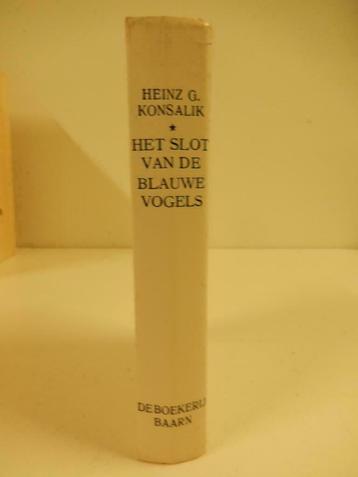 HEINZ G.
KONSALIK
★
HET SLOT
VAN DE
BLAUWE
VOGELS
DE BOEKERIJ
BAARN